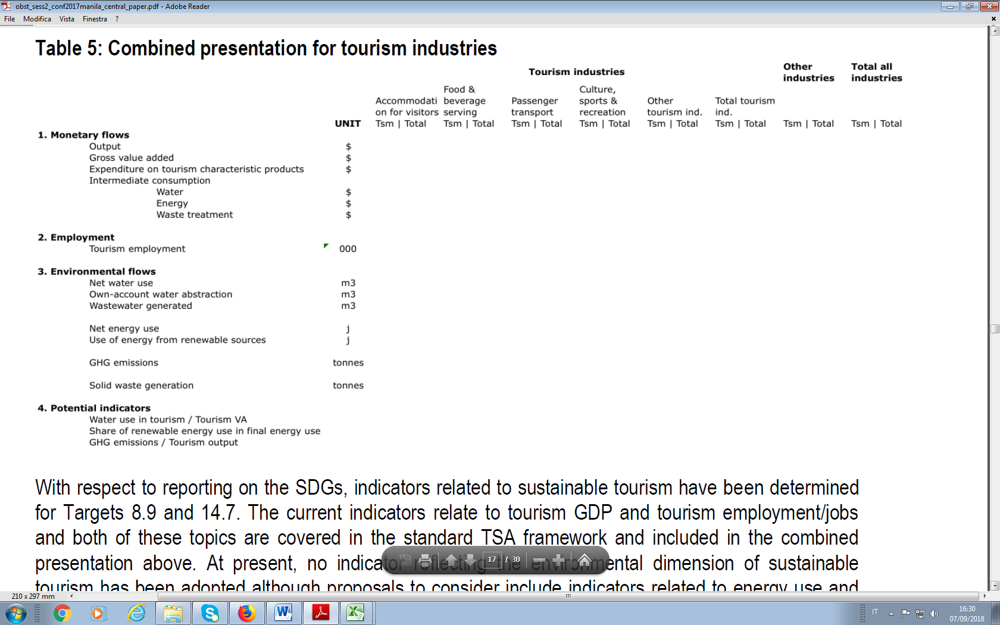 obst_sess2_conf2017manila_central_paper.pdf - Adobe Reader
File Modifica Vista Finestra ?
Table 5: Combined presentation for tourism industries
Tourism industries
Other industries
Total all industries
UNIT
Accommodati on for visitors
Food & beverage serving
Passenger transport
Culture, sports & recreation
Other tourism ind.
Total tourism ind.
Tsm | Total Tsm | Total Tsm | Total Tsm | Total Tsm | Total Tsm | Total Tsm | Total Tsm | Total
1. Monetary flows
Output $
Gross value added $
Expenditure on tourism characteristic products $
Intermediate consumption
Water $
Energy $
Waste treatment $
2. Employment
Tourism employment 000
3. Environmental flows
Net water use m3
Own-account water abstraction m3
Wastewater generated m3
Net energy use j
Use of energy from renewable sources j
GHG emissions tonnes
Solid waste generation tonnes
4. Potential indicators
Water use in tourism / Tourism VA
Share of renewable energy use in final energy use
GHG emissions / Tourism output
With respect to reporting on the SDGs, indicators related to sustainable tourism have been determined
for Targets 8.9 and 14.7. The current indicators relate to tourism GDP and tourism employment/jobs
and both of these topics are covered in the standard TSA framework and included in the combined
presentation above. At present, no indicator reflecting the environmental dimension of sustainable
tourism has been adopted although proposals to consider include indicators related to energy use and
17 / 30
210 x 297 mm
IT
16:30
07/09/2018